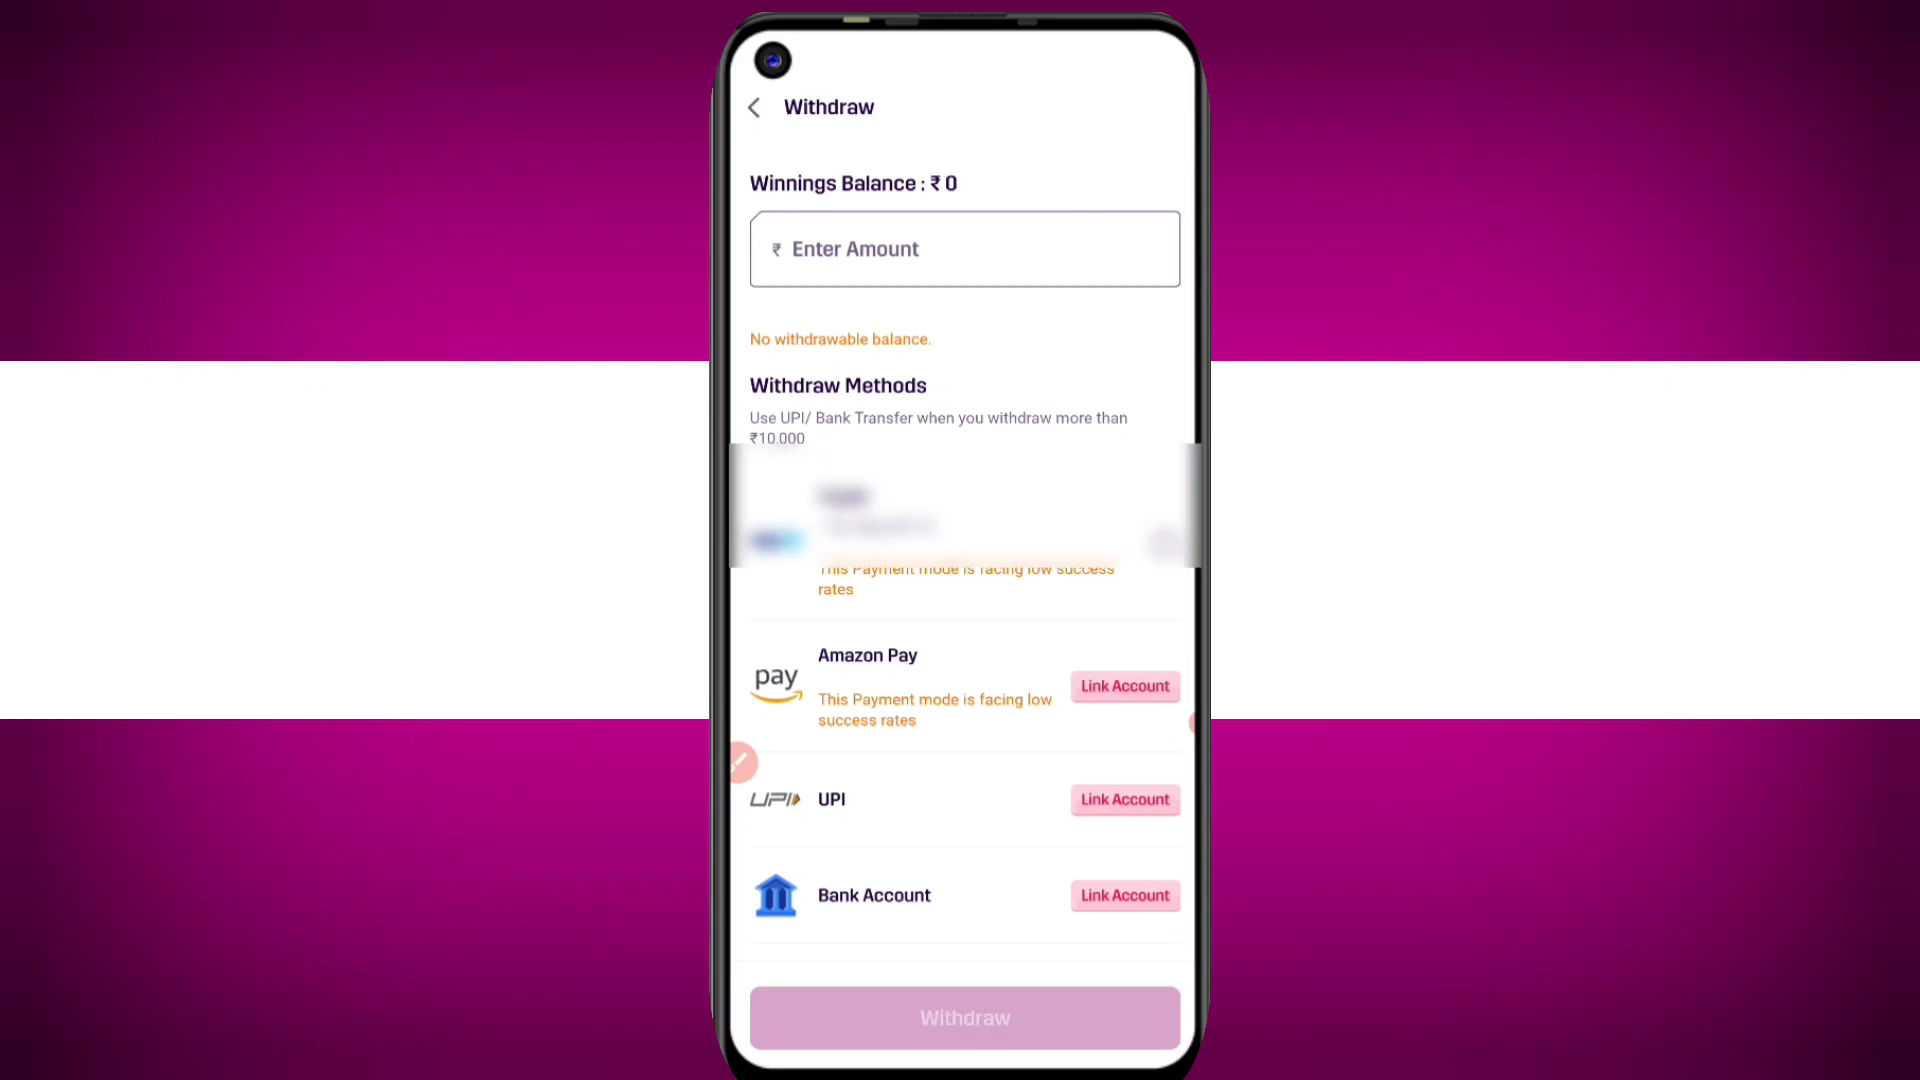 Withdraw
Winnings Balance : ₹ 0
₹ Enter Amount
No withdrawable balance.
Withdraw Methods
Use UPI/ Bank Transfer when you withdraw more than
₹10,000
This Payment mode is facing low success
rates
Amazon Pay
pay
Link Account
This Payment mode is facing low
success rates
UPI UPI Link Account
Bank Account Link Account
Withdraw